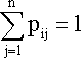 n
∑ p_ij = 1
j=1